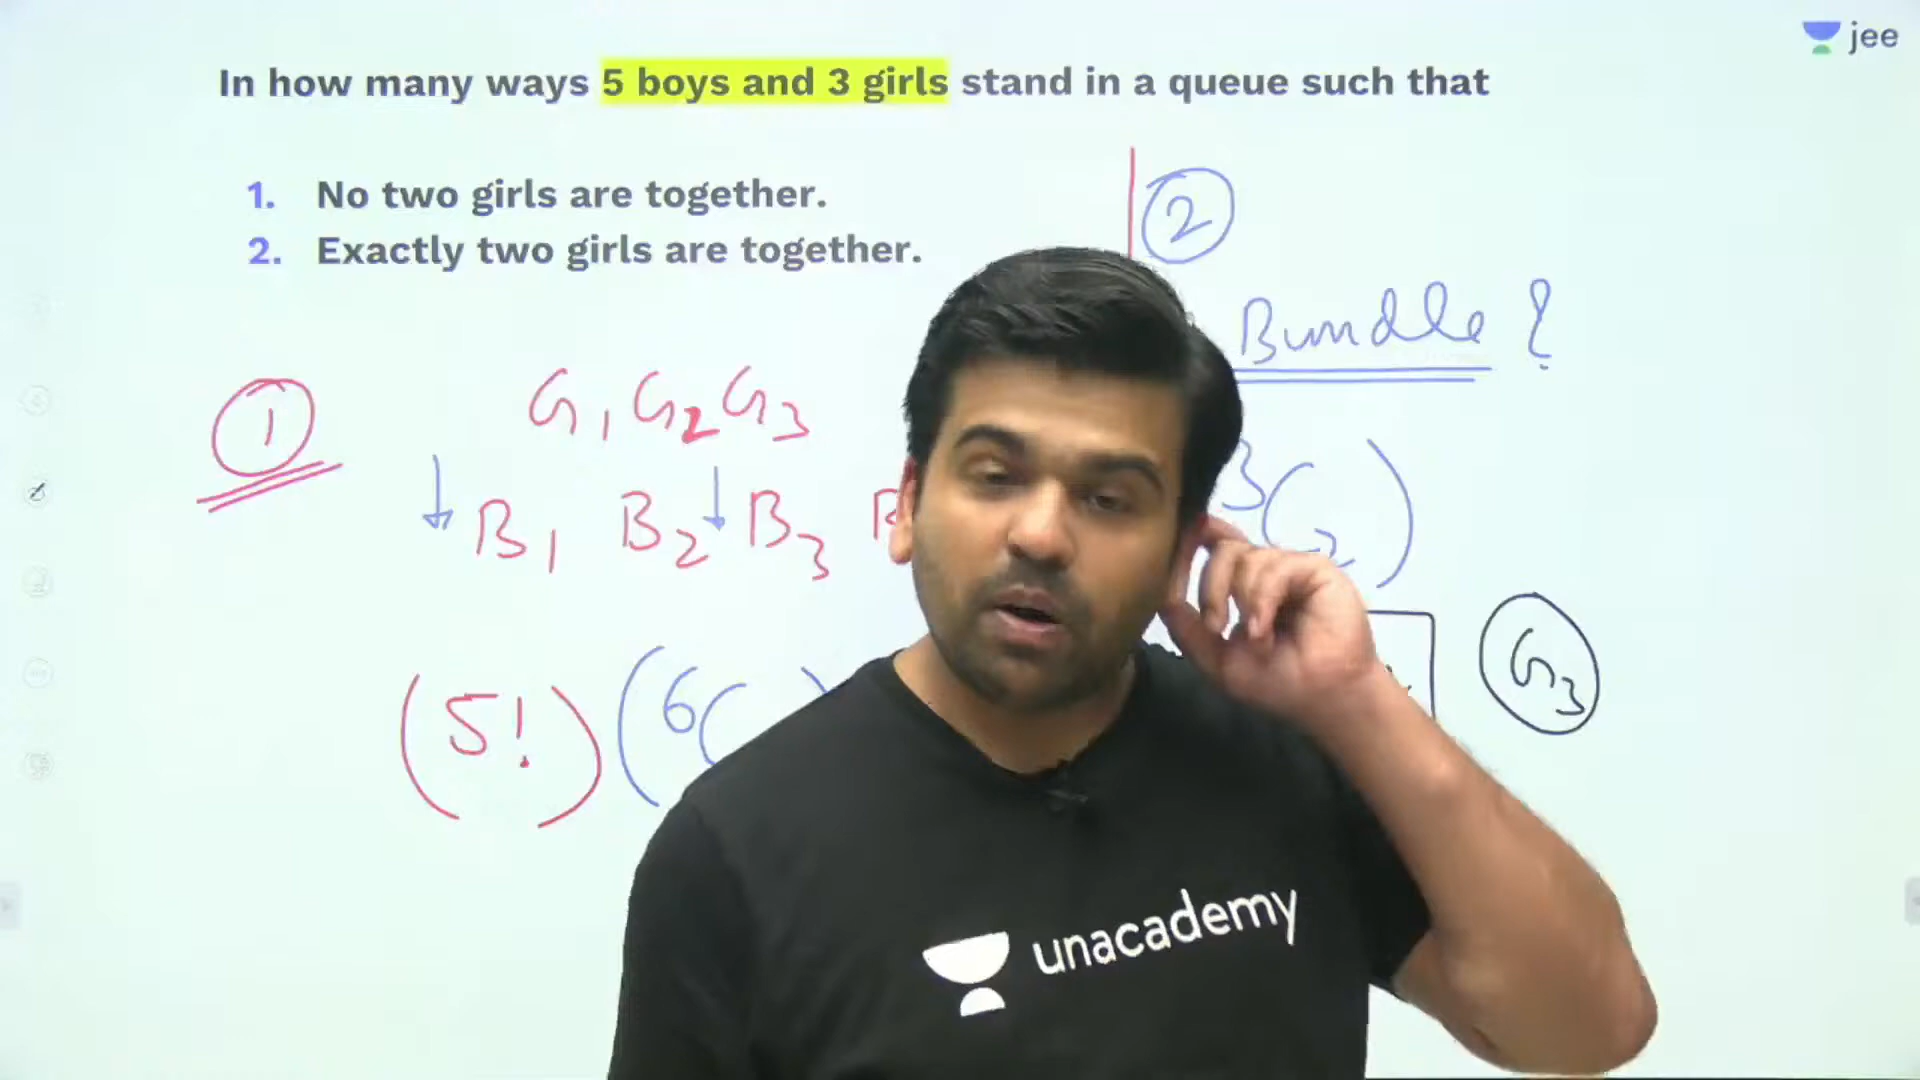 jee
In how many ways 5 boys and 3 girls stand in a queue such that
1. No two girls are together.
2. Exactly two girls are together.
2
Bundle ?
1
G1 G2 G3
B1 B2 B3
3C2)
(5!) (6C
G3
unacademy